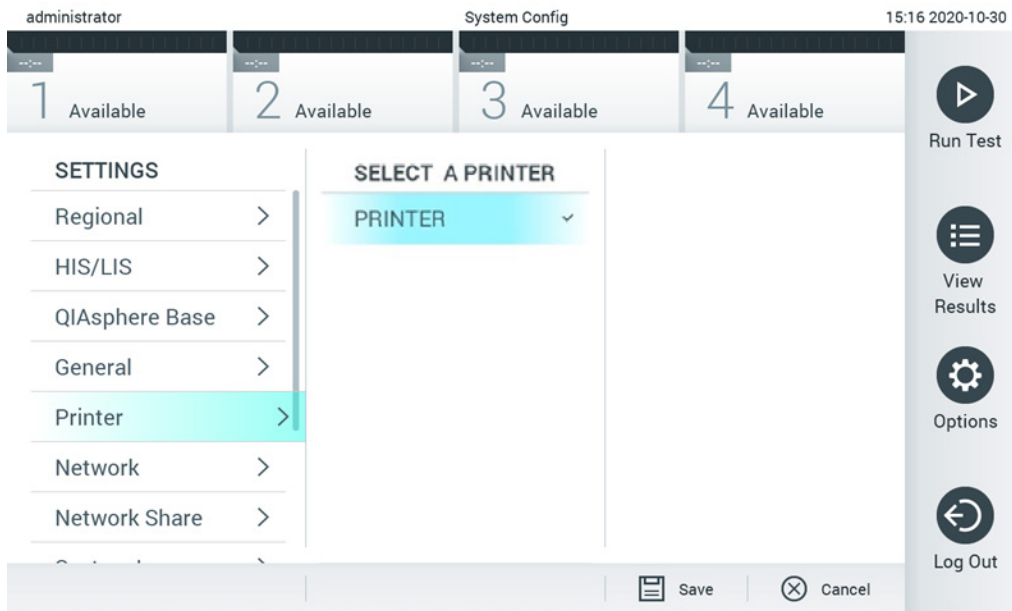 administrator
System Config
15:16 2020-10-30
--:--
--:--
--:--
--:--
1 Available
2 Available
3 Available
4 Available
Run Test
View
Results
Options
Log Out
SETTINGS
Regional
HIS/LIS
QIAsphere Base
General
Printer
Network
Network Share
SELECT A PRINTER
PRINTER
Save
Cancel